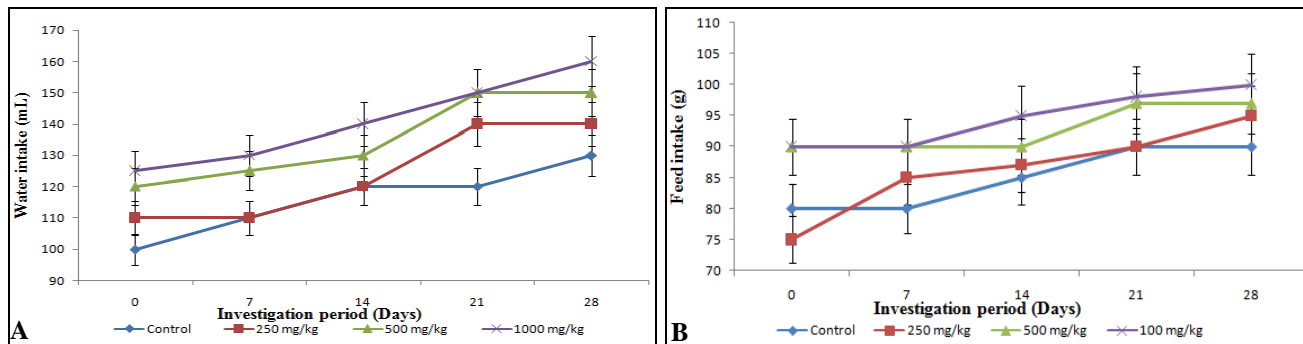 Water intake (mL)
170
160
150
140
130
120
110
100
90
0 7 14 21 28
Investigation period (Days)
A
Control 250 mg/kg 500 mg/kg 1000 mg/kg
Feed intake (g)
110
105
100
95
90
85
80
75
70
0 7 14 21 28
Investigation period (Days)
B
Control 250 mg/kg 500 mg/kg 100 mg/kg